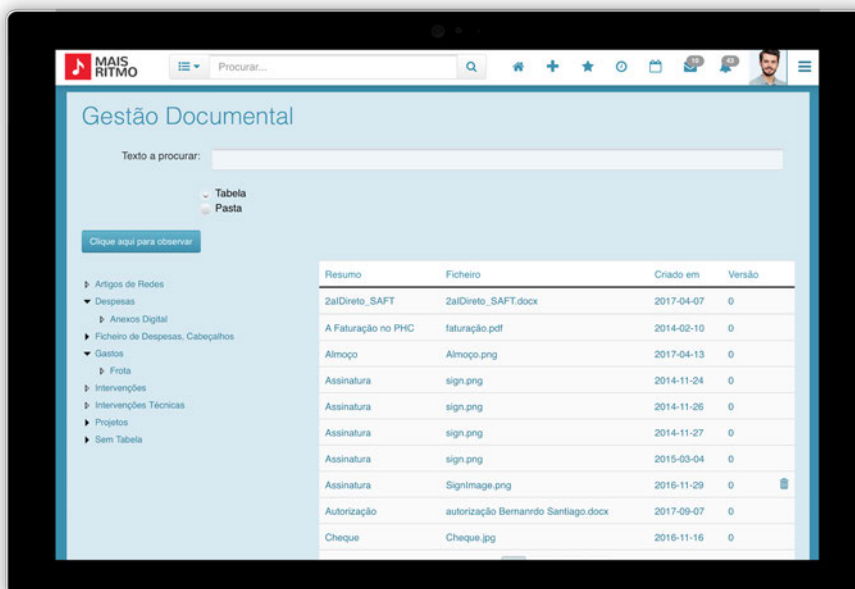 MAIS
RITMO
Procurar...
10
43
Gestão Documental
Texto a procurar:
Tabela
Pasta
Clique aqui para observar
Artigos de Redes
Despesas
Anexos Digital
Ficheiro de Despesas, Cabeçalhos
Gastos
Frota
Intervenções
Intervenções Técnicas
Projetos
Sem Tabela
Resumo Ficheiro Criado em Versão
2alDireto_SAFT 2alDireto_SAFT.docx 2017-04-07 0
A Faturação no PHC faturação.pdf 2014-02-10 0
Almoço Almoço.png 2017-04-13 0
Assinatura sign.png 2014-11-24 0
Assinatura sign.png 2014-11-26 0
Assinatura sign.png 2014-11-27 0
Assinatura sign.png 2015-03-04 0
Assinatura SignImage.png 2016-11-29 0
Autorização autorização Bernanrdo Santiago.docx 2017-09-07 0
Cheque Cheque.jpg 2016-11-16 0